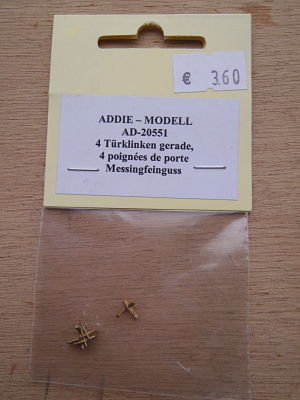 € 3.60
ADDIE – MODELL
AD-20551
4 Türklinken gerade,
4 poignées de porte
Messingfeinguss